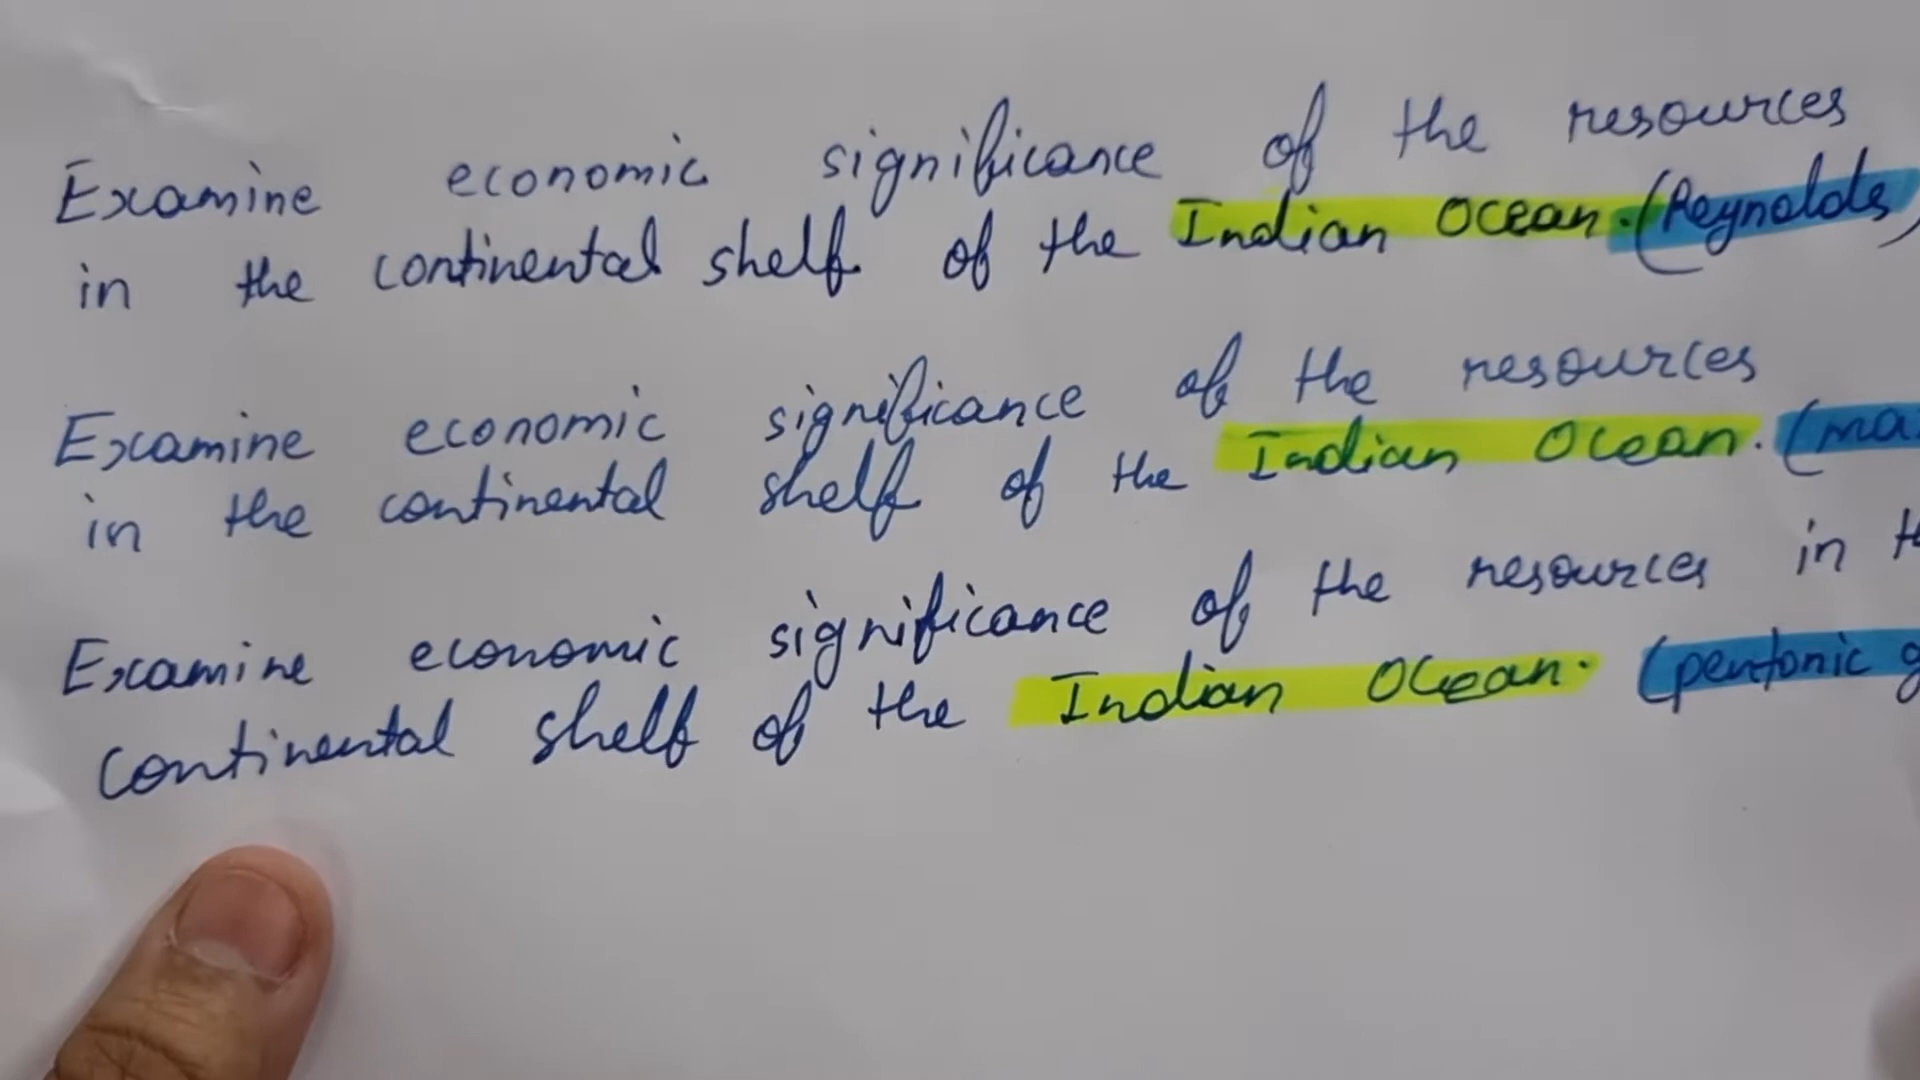 Examine economic significance of the resources
in the continental shelf of the Indian Ocean. (Reynolds)
Examine economic significance of the resources
in the continental shelf of the Indian Ocean.
Examine economic significance of the resources in
continental shelf of the Indian Ocean. (pentonic